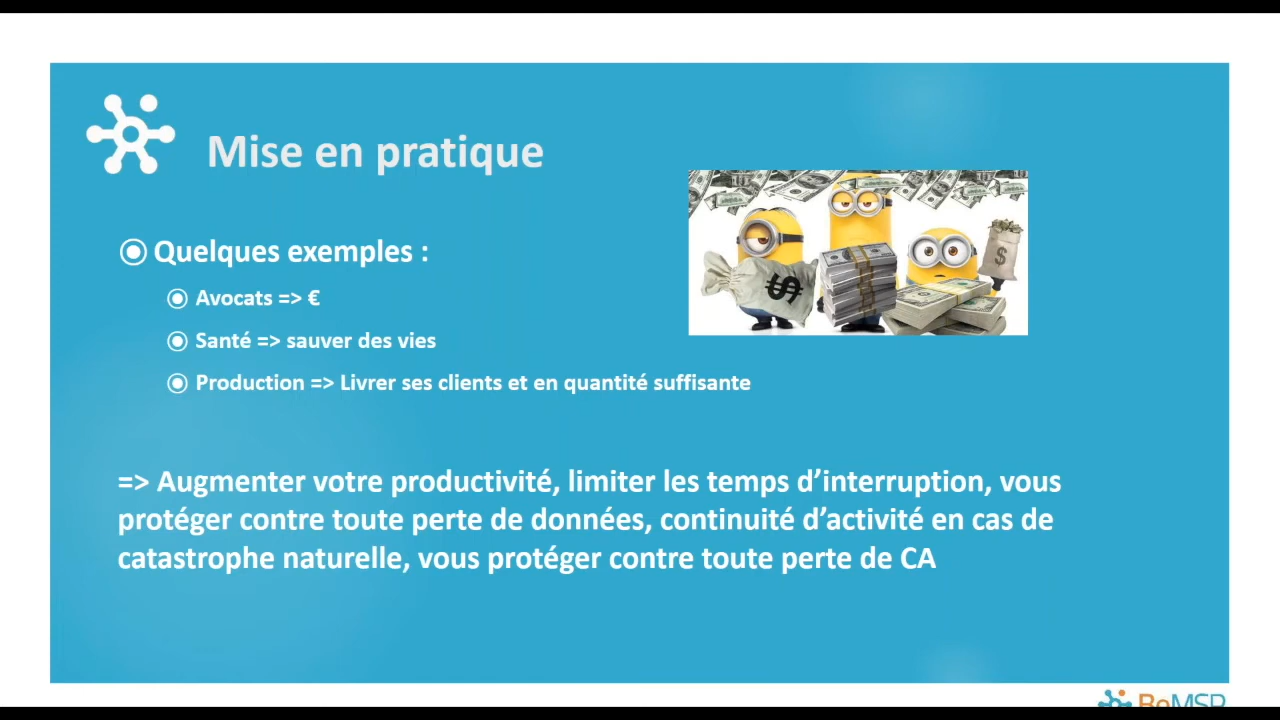 Mise en pratique
Quelques exemples :
Avocats => €
Santé => sauver des vies
Production => Livrer ses clients et en quantité suffisante
=> Augmenter votre productivité, limiter les temps d’interruption, vous
protéger contre toute perte de données, continuité d’activité en cas de
catastrophe naturelle, vous protéger contre toute perte de CA